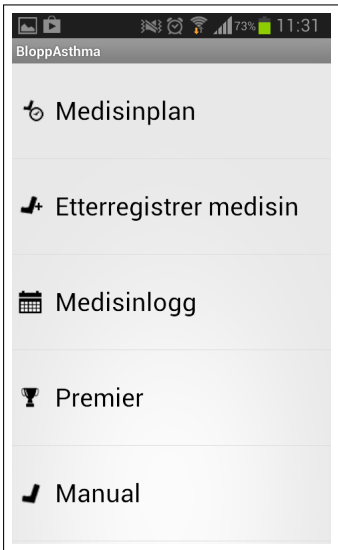 73% 11:31
BloppAsthma
Medisinplan
Etterregistrer medisin
Medisinlogg
Premier
Manual